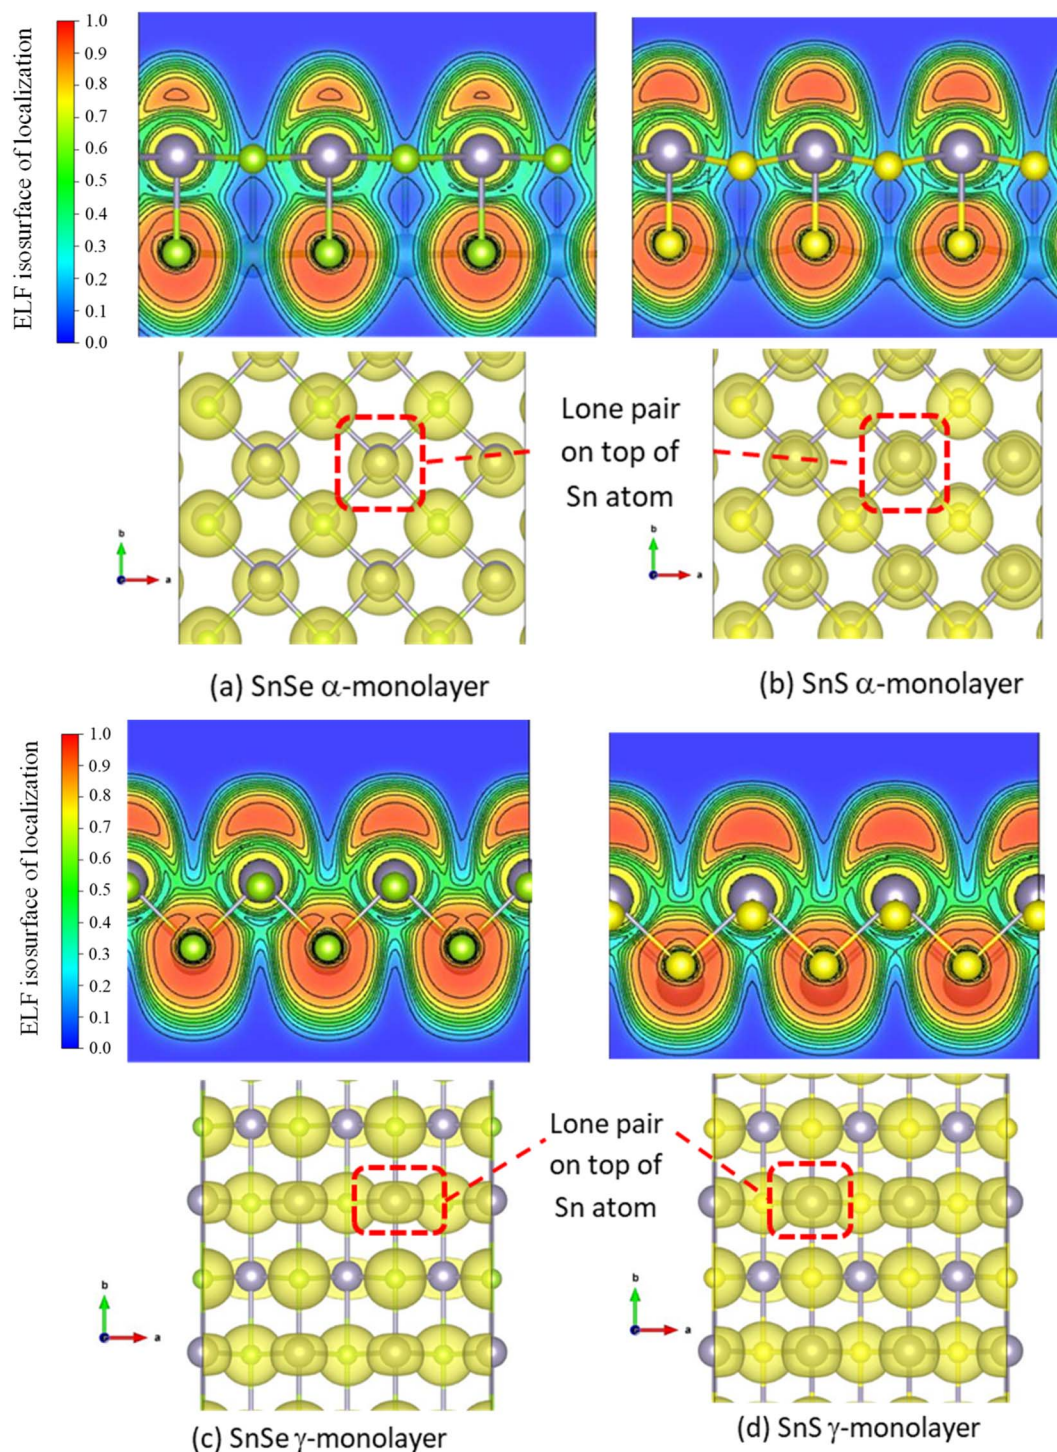 ELF isosurface of localization
1.0
0.9
0.8
0.7
0.6
0.5
0.4
0.3
0.2
0.1
0.0
Lone pair
on top of
Sn atom
b
a
b
a
(a) SnSe α-monolayer
(b) SnS α-monolayer
ELF isosurface of localization
1.0
0.9
0.8
0.7
0.6
0.5
0.4
0.3
0.2
0.1
0.0
Lone pair
on top of
Sn atom
b
a
b
a
(c) SnSe γ-monolayer
(d) SnS γ-monolayer